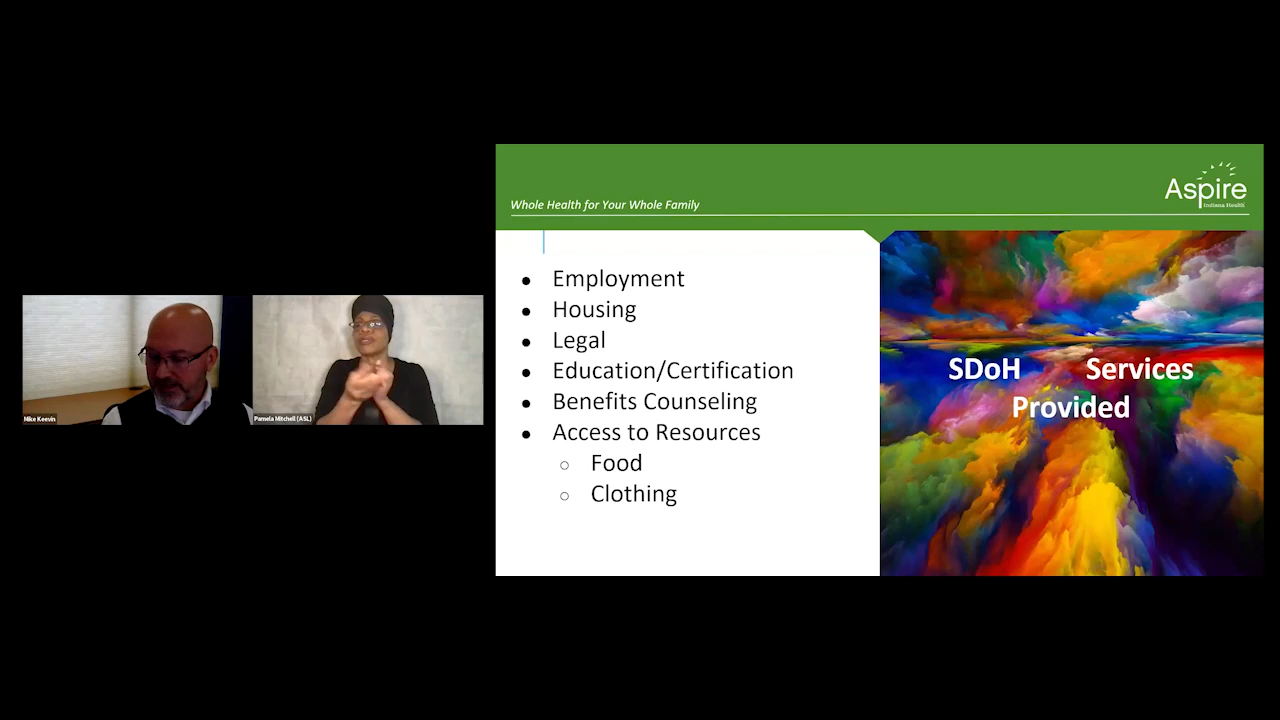 Whole Health for Your Whole Family
Aspire
Indiana Health
● Employment
● Housing
● Legal
● Education/Certification
● Benefits Counseling
● Access to Resources
○ Food
○ Clothing
SDoH Services
Provided
Mike Keevin
Pamela Mitchell (ASL)